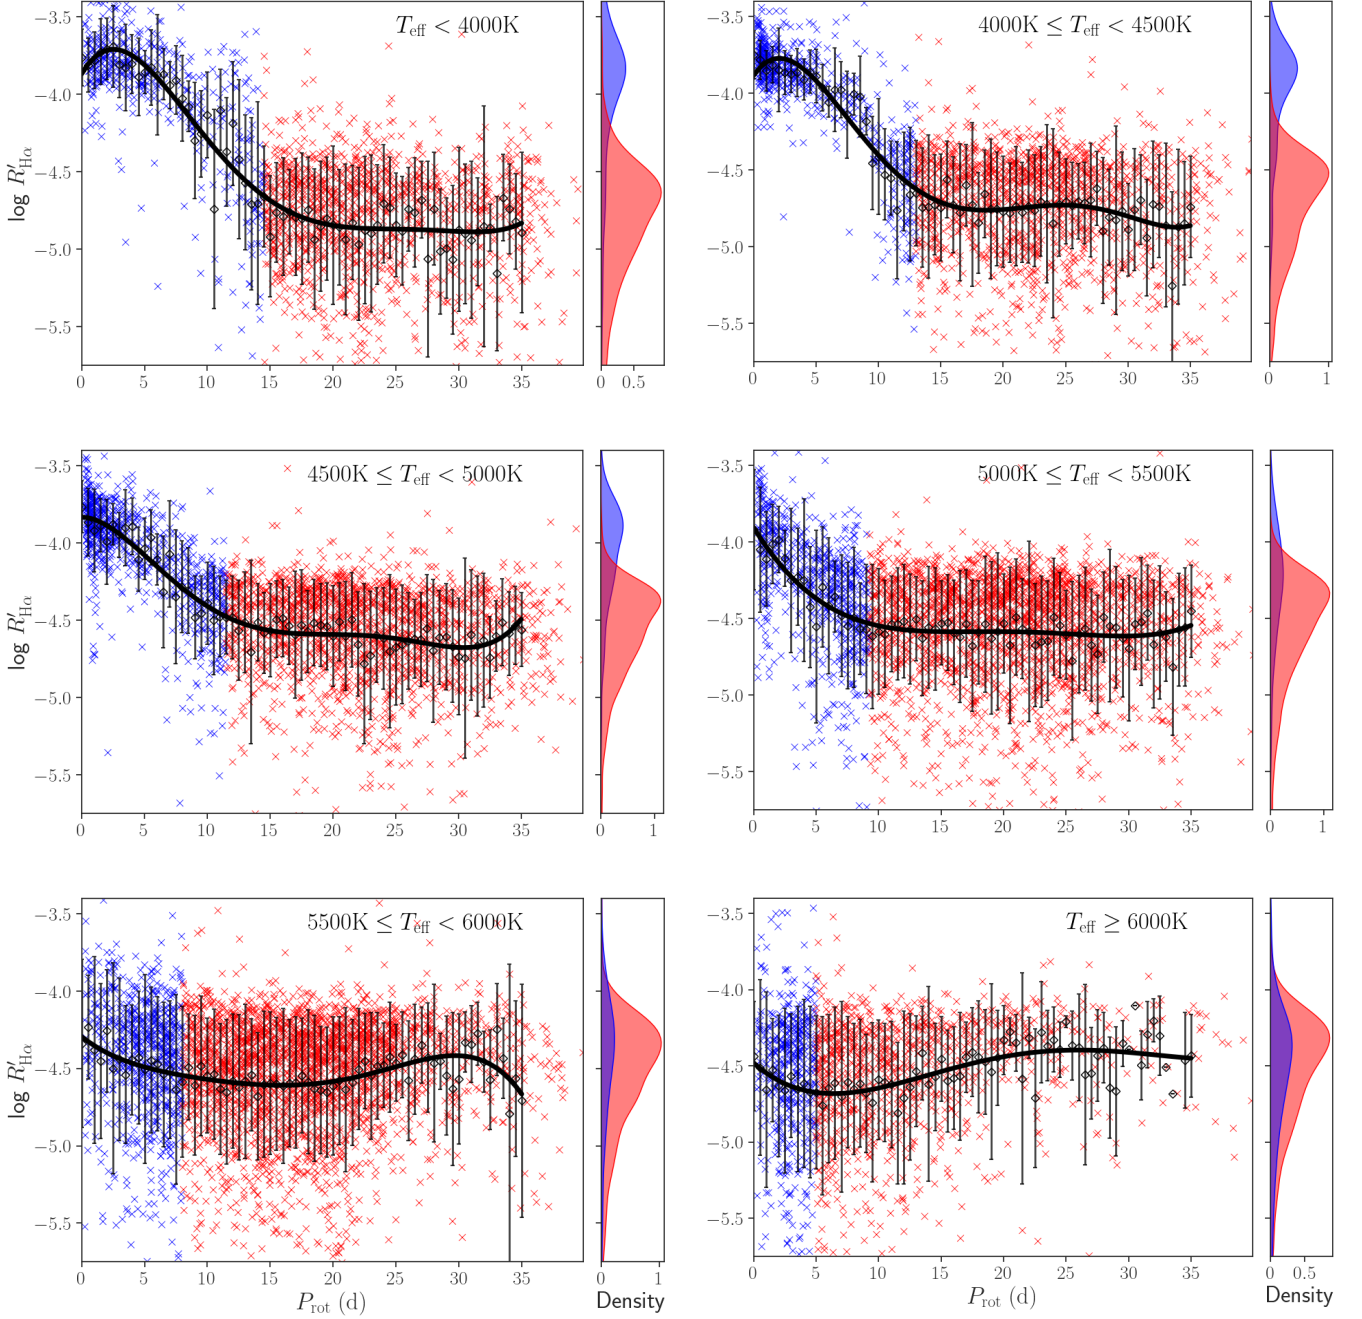 T_eff < 4000K
4000K ≤ T_eff < 4500K
−3.5
−4.0
−4.5
−5.0
−5.5
log R′_Hα
0 5 10 15 20 25 30 35
0 0.5
−3.5
−4.0
−4.5
−5.0
−5.5
0 5 10 15 20 25 30 35
0 1
4500K ≤ T_eff < 5000K
5000K ≤ T_eff < 5500K
−3.5
−4.0
−4.5
−5.0
−5.5
log R′_Hα
0 5 10 15 20 25 30 35
0 1
−3.5
−4.0
−4.5
−5.0
−5.5
0 5 10 15 20 25 30 35
0 1
5500K ≤ T_eff < 6000K
T_eff ≥ 6000K
−3.5
−4.0
−4.5
−5.0
−5.5
log R′_Hα
0 5 10 15 20 25 30 35
0 1
P_rot (d)
Density
−3.5
−4.0
−4.5
−5.0
−5.5
0 5 10 15 20 25 30 35
0 0.5
P_rot (d)
Density